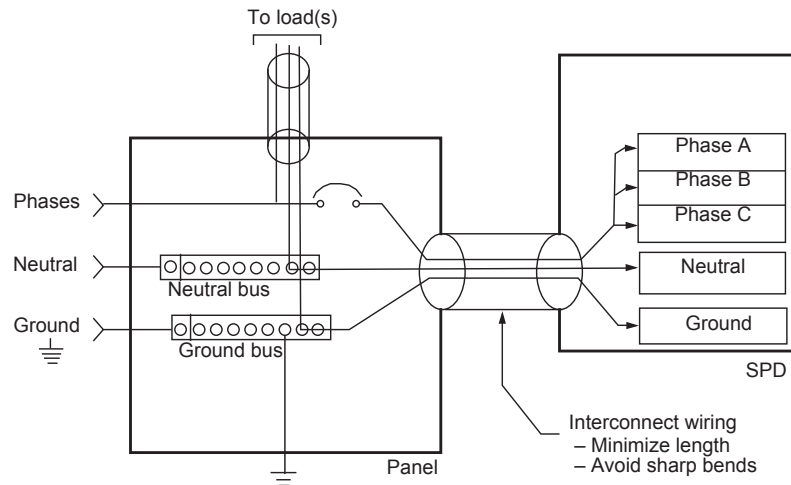 To load(s)
Phases
Neutral
Ground
Neutral bus
Ground bus
Panel
Phase A
Phase B
Phase C
Neutral
Ground
SPD
Interconnect wiring
– Minimize length
– Avoid sharp bends